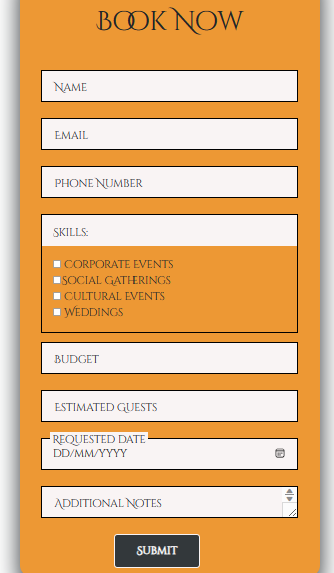 Book Now
Name
Email
Phone Number
Skills:
Corporate Events
Social Gatherings
Cultural Events
Weddings
Budget
Estimated Guests
Requested Date
dd/mm/yyyy
Additional Notes
Submit